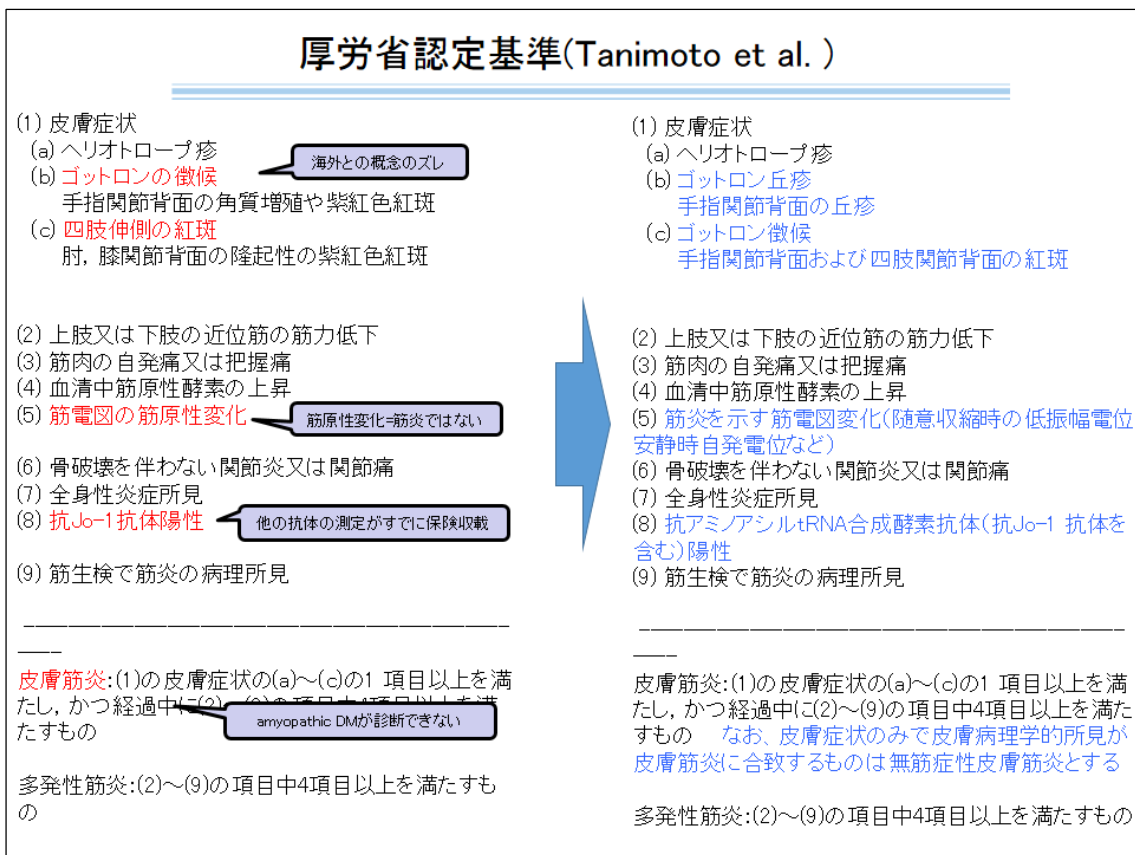 厚労省認定基準(Tanimoto et al. )
(1) 皮膚症状
(a) ヘリオトロープ疹
(b) ゴットロンの徴候
手指関節背面の角質増殖や紫紅色紅斑
(c) 四肢伸側の紅斑
肘, 膝関節背面の隆起性の紫紅色紅斑
海外との概念のズレ
(2) 上肢又は下肢の近位筋の筋力低下
(3) 筋肉の自発痛又は把握痛
(4) 血清中筋原性酵素の上昇
(5) 筋電図の筋原性変化
筋原性変化=筋炎ではない
(6) 骨破壊を伴わない関節炎又は関節痛
(7) 全身性炎症所見
(8) 抗Jo-1抗体陽性
他の抗体の測定がすでに保険収載
(9) 筋生検で筋炎の病理所見
皮膚筋炎:(1)の皮膚症状の(a)～(c)の1 項目以上を満
たし, かつ経過中に(2)～(9)の項目中4項目以上を満
たすもの
amyopathic DMが診断できない
多発性筋炎:(2)～(9)の項目中4項目以上を満たすも
の
(1) 皮膚症状
(a) ヘリオトロープ疹
(b) ゴットロン丘疹
手指関節背面の丘疹
(c) ゴットロン徴候
手指関節背面および四肢関節背面の紅斑
(2) 上肢又は下肢の近位筋の筋力低下
(3) 筋肉の自発痛又は把握痛
(4) 血清中筋原性酵素の上昇
(5) 筋炎を示す筋電図変化(随意収縮時の低振幅電位
安静時自発電位など)
(6) 骨破壊を伴わない関節炎又は関節痛
(7) 全身性炎症所見
(8) 抗アミノアシルtRNA合成酵素抗体(抗Jo-1 抗体を
含む)陽性
(9) 筋生検で筋炎の病理所見
皮膚筋炎:(1)の皮膚症状の(a)～(c)の1 項目以上を満
たし, かつ経過中に(2)～(9)の項目中4項目以上を満た
すもの　なお、皮膚症状のみで皮膚病理学的所見が
皮膚筋炎に合致するものは無筋症性皮膚筋炎とする
多発性筋炎:(2)～(9)の項目中4項目以上を満たすもの